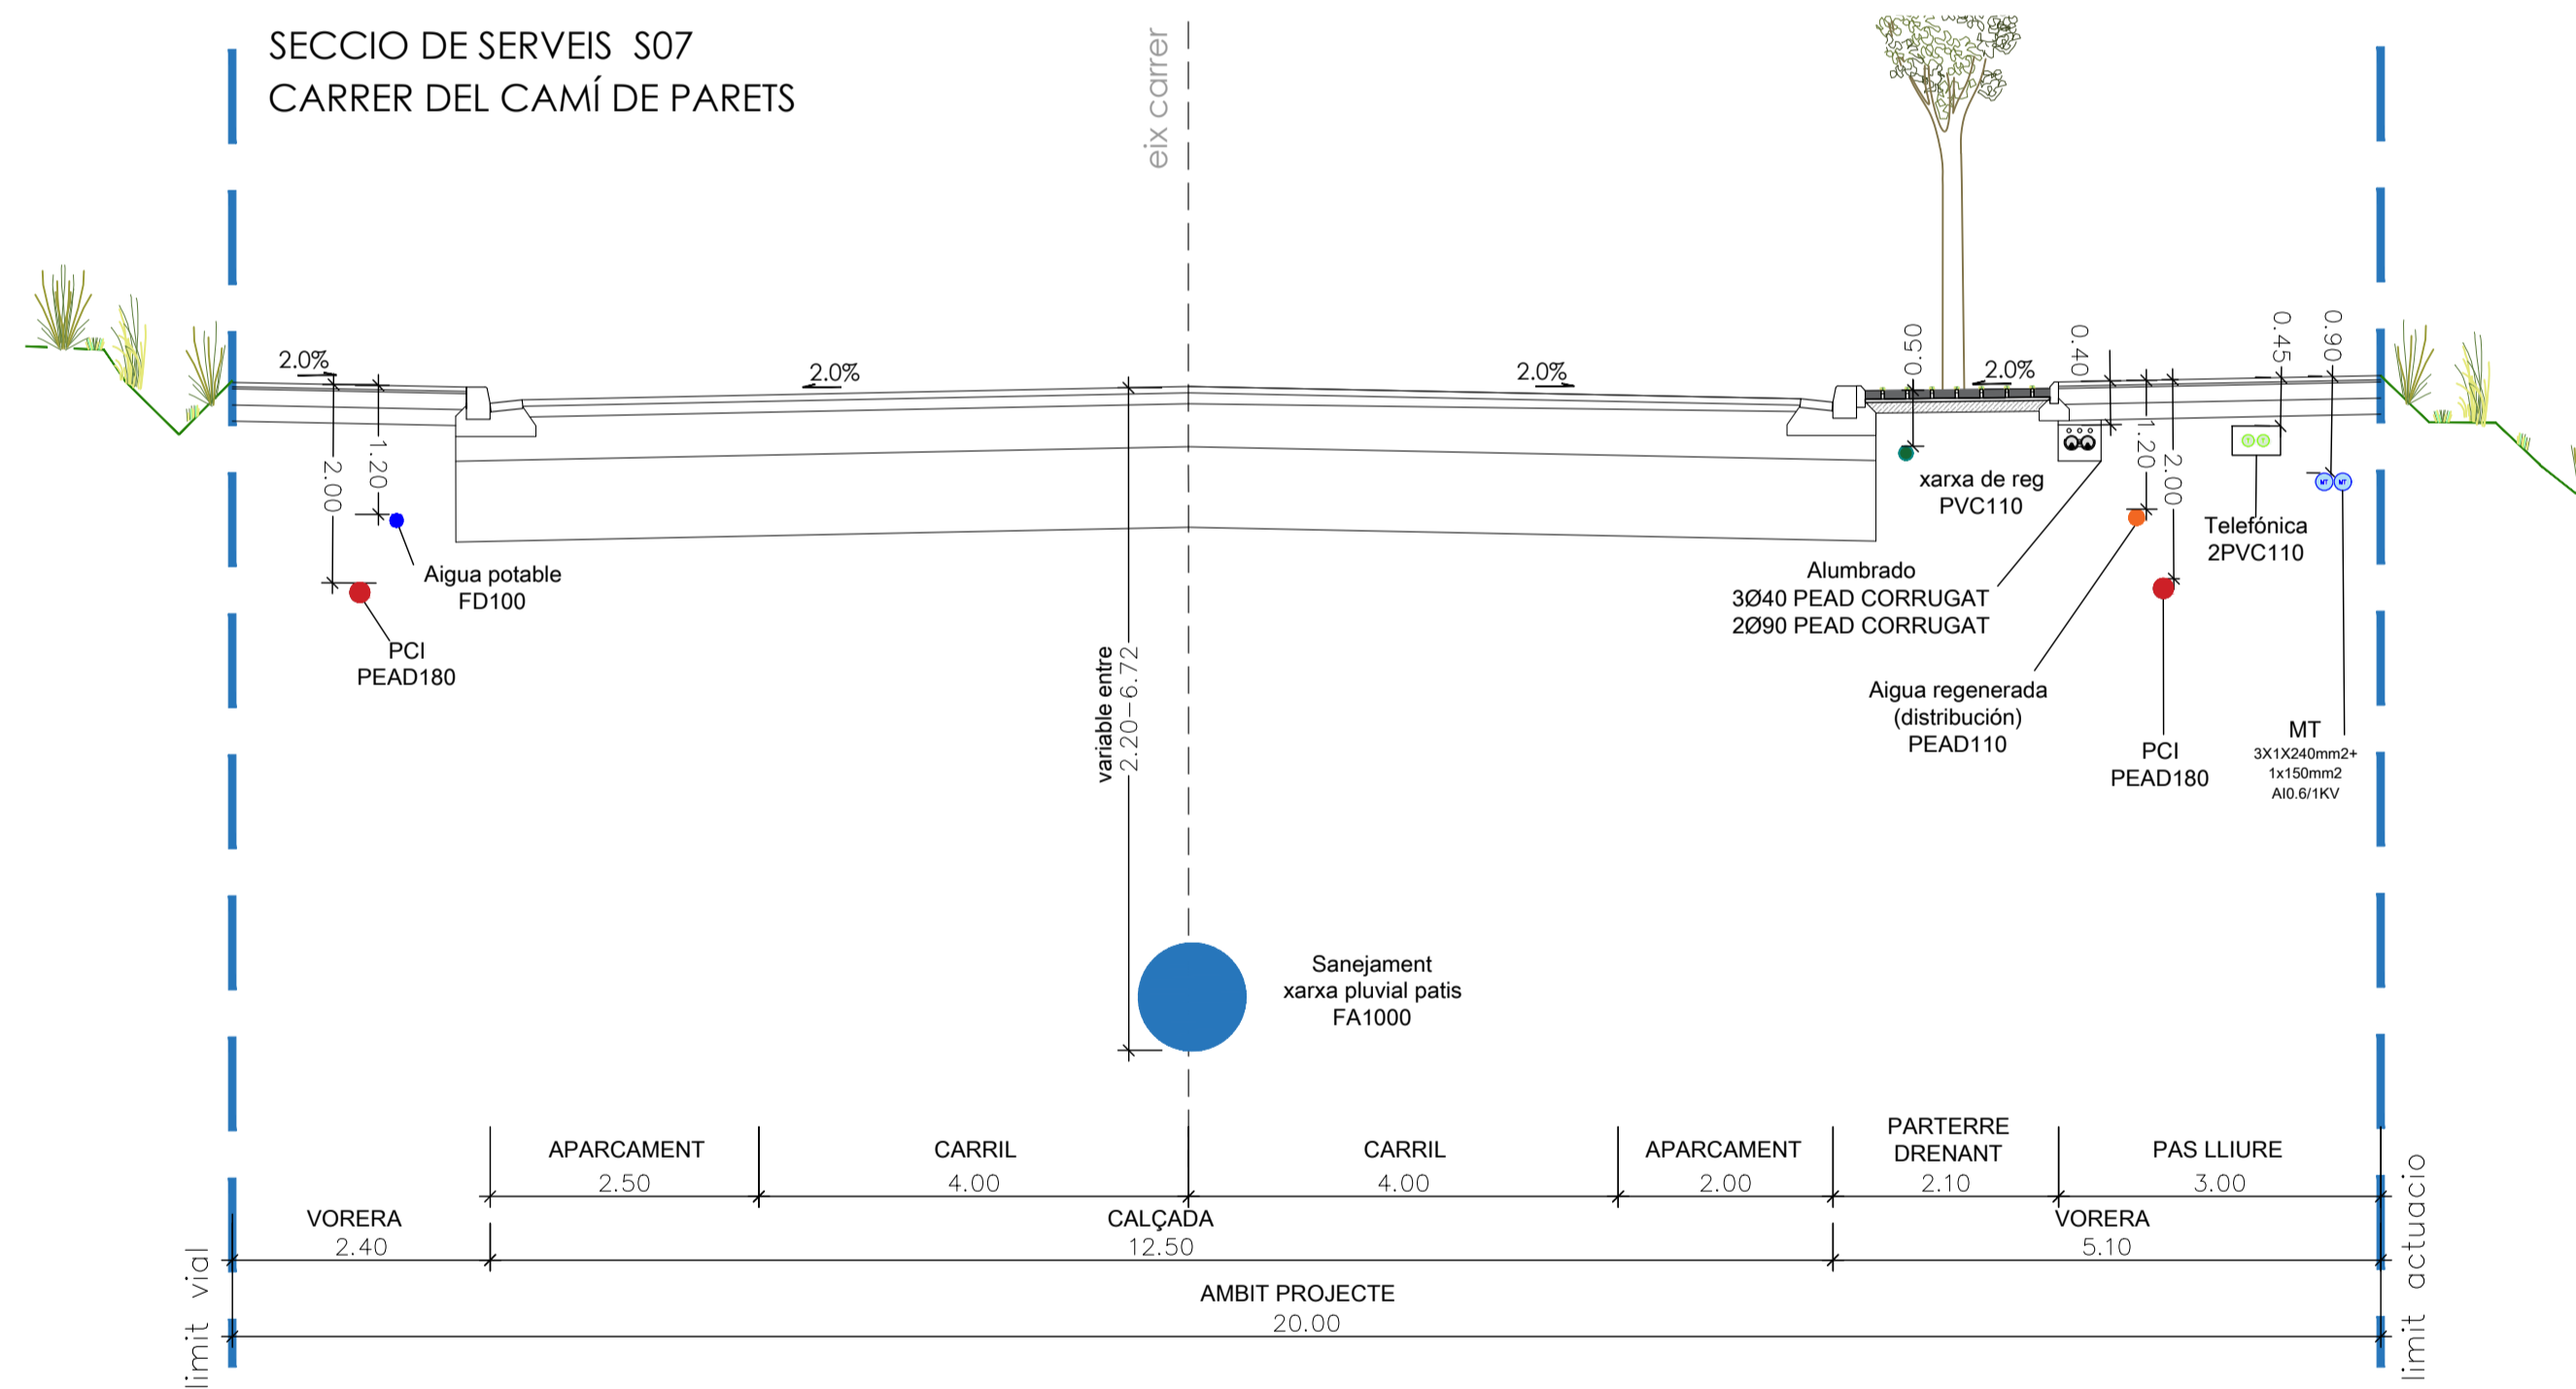 SECCIO DE SERVEIS S07
CARRER DEL CAMÍ DE PARETS
eix carrer
2.0%
2.0%
2.0%
2.0%
0.50
0.40
0.45
0.90
2.000
1.20
1.20
2.00
Aigua potable
FD100
PCI
PEAD180
variable entre
2.20-6.72
xarxa de reg
PVC110
Alumbrado
3Ø40 PEAD CORRUGAT
2Ø90 PEAD CORRUGAT
Aigua regenerada
(distribución)
PEAD110
PCI
PEAD180
Telefónica
2PVC110
MT
MT
MT
3X1X240mm2+
1x150mm2
Al0.6/1KV
Sanejament
xarxa pluvial patis
FA1000
APARCAMENT
2.50
CARRIL
4.00
CARRIL
4.00
APARCAMENT
2.00
PARTERRE
DRENANT
2.10
PAS LLIURE
3.00
VORERA
2.40
CALÇADA
12.50
VORERA
5.10
AMBIT PROJECTE
20.00
limit vial
limit actuacio